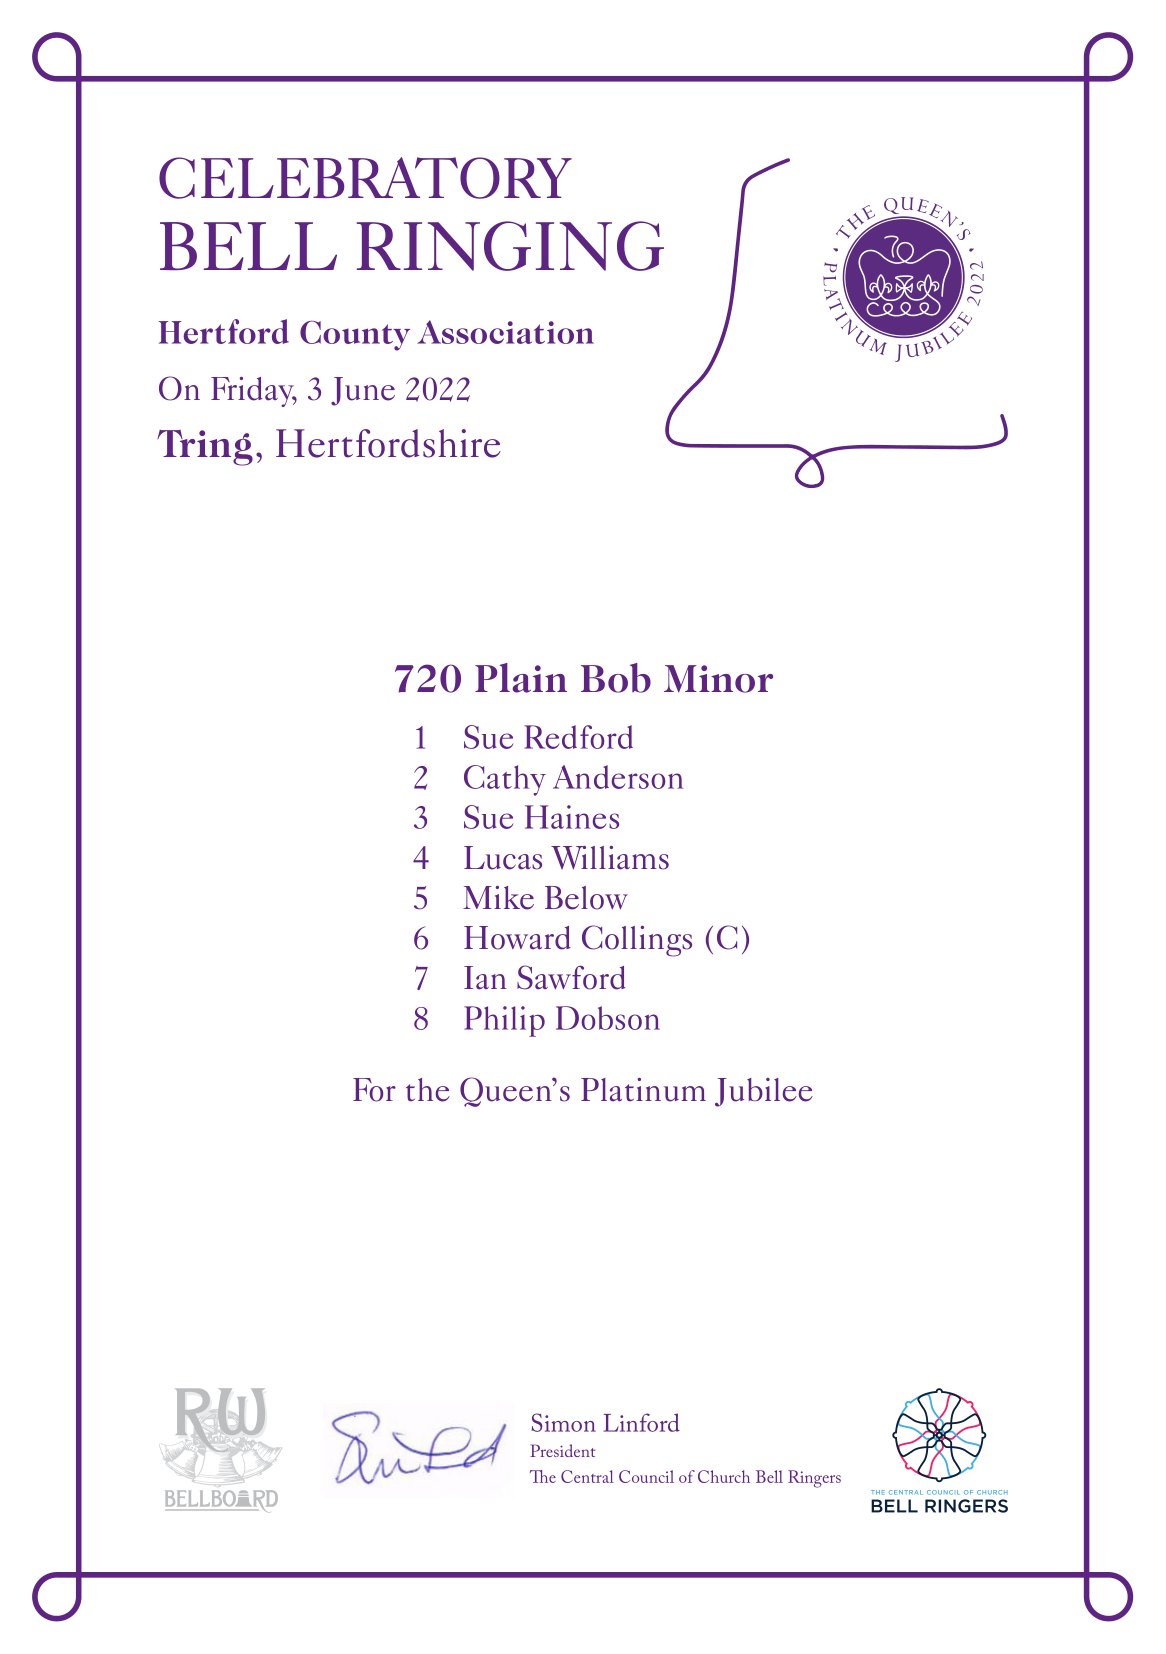 CELEBRATORY
BELL RINGING
Hertford County Association
On Friday, 3 June 2022
Tring, Hertfordshire
THE QUEEN'S
PLATINUM JUBILEE 2022
70
720 Plain Bob Minor
1 Sue Redford
2 Cathy Anderson
3 Sue Haines
4 Lucas Williams
5 Mike Below
6 Howard Collings (C)
7 Ian Sawford
8 Philip Dobson
For the Queen's Platinum Jubilee
RW
BELLBOARD
Simon Linford
President
The Central Council of Church Bell Ringers
THE CENTRAL COUNCIL OF CHURCH
BELL RINGERS